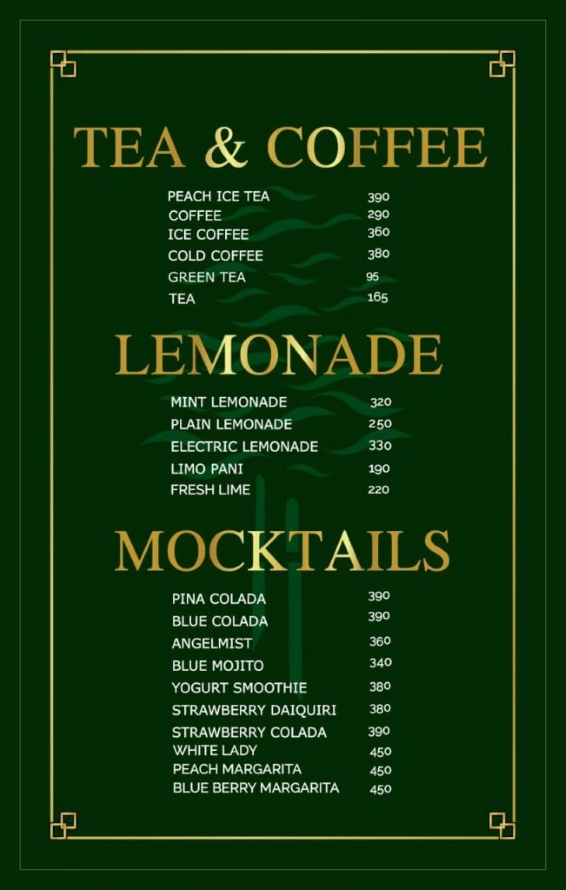 TEA & COFFEE
PEACH ICE TEA 390
COFFEE 290
ICE COFFEE 360
COLD COFFEE 380
GREEN TEA 95
TEA 165
LEMONADE
MINT LEMONADE 320
PLAIN LEMONADE 250
ELECTRIC LEMONADE 330
LIMO PANI 190
FRESH LIME 220
MOCKTAILS
PINA COLADA 390
BLUE COLADA 390
ANGELMIST 360
BLUE MOJITO 340
YOGURT SMOOTHIE 380
STRAWBERRY DAIQUIRI 380
STRAWBERRY COLADA 390
WHITE LADY 450
PEACH MARGARITA 450
BLUE BERRY MARGARITA 450